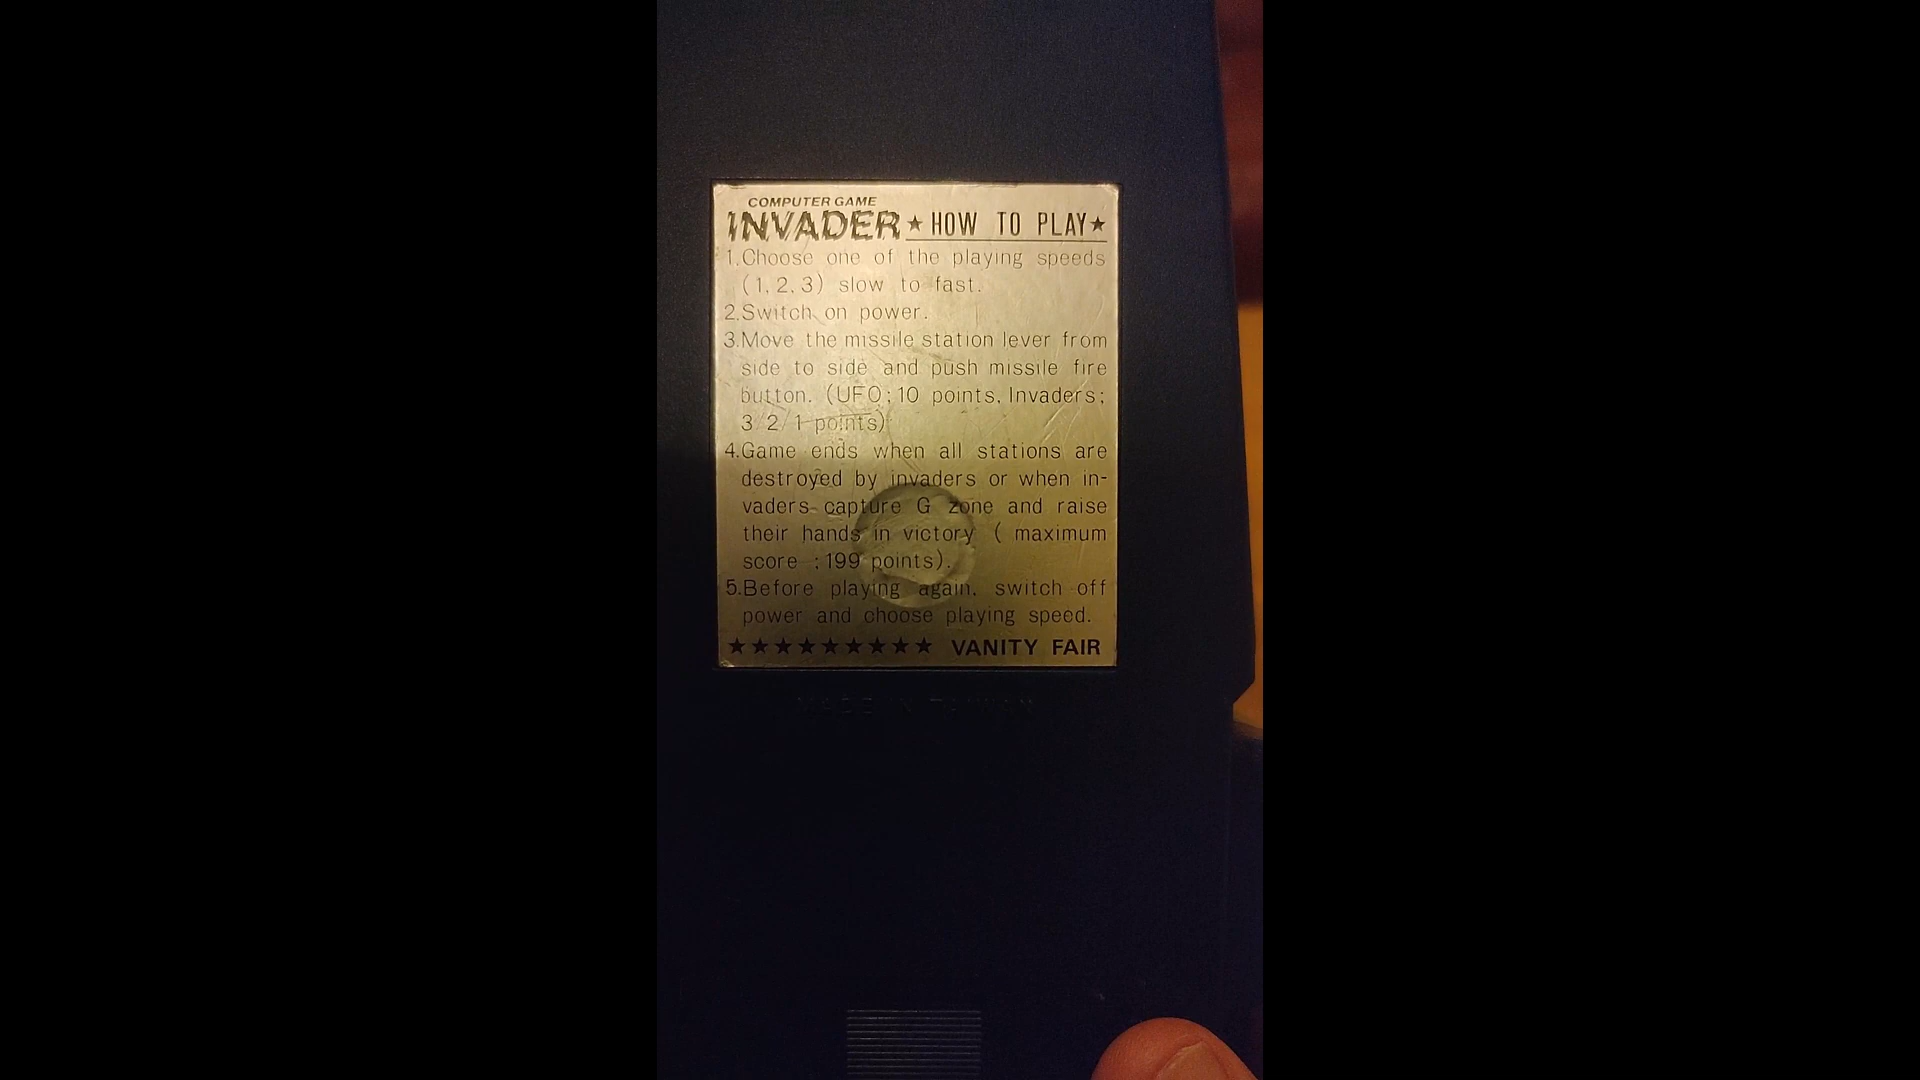 COMPUTER GAME
INVADER ★ HOW TO PLAY ★
1.Choose one of the playing speeds
(1,2,3) slow to fast.
2.Switch on power.
3.Move the missile station lever from
side to side and push missile fire
button. (UFO;10 points, Invaders;
3/2/1 points)
4.Game ends when all stations are
destroyed by invaders or when in-
vaders capture G zone and raise
their hands in victory ( maximum
score ;199 points).
5.Before playing again, switch off
power and choose playing speed.
★★★★★★★★★ VANITY FAIR
MADE IN TAIWAN